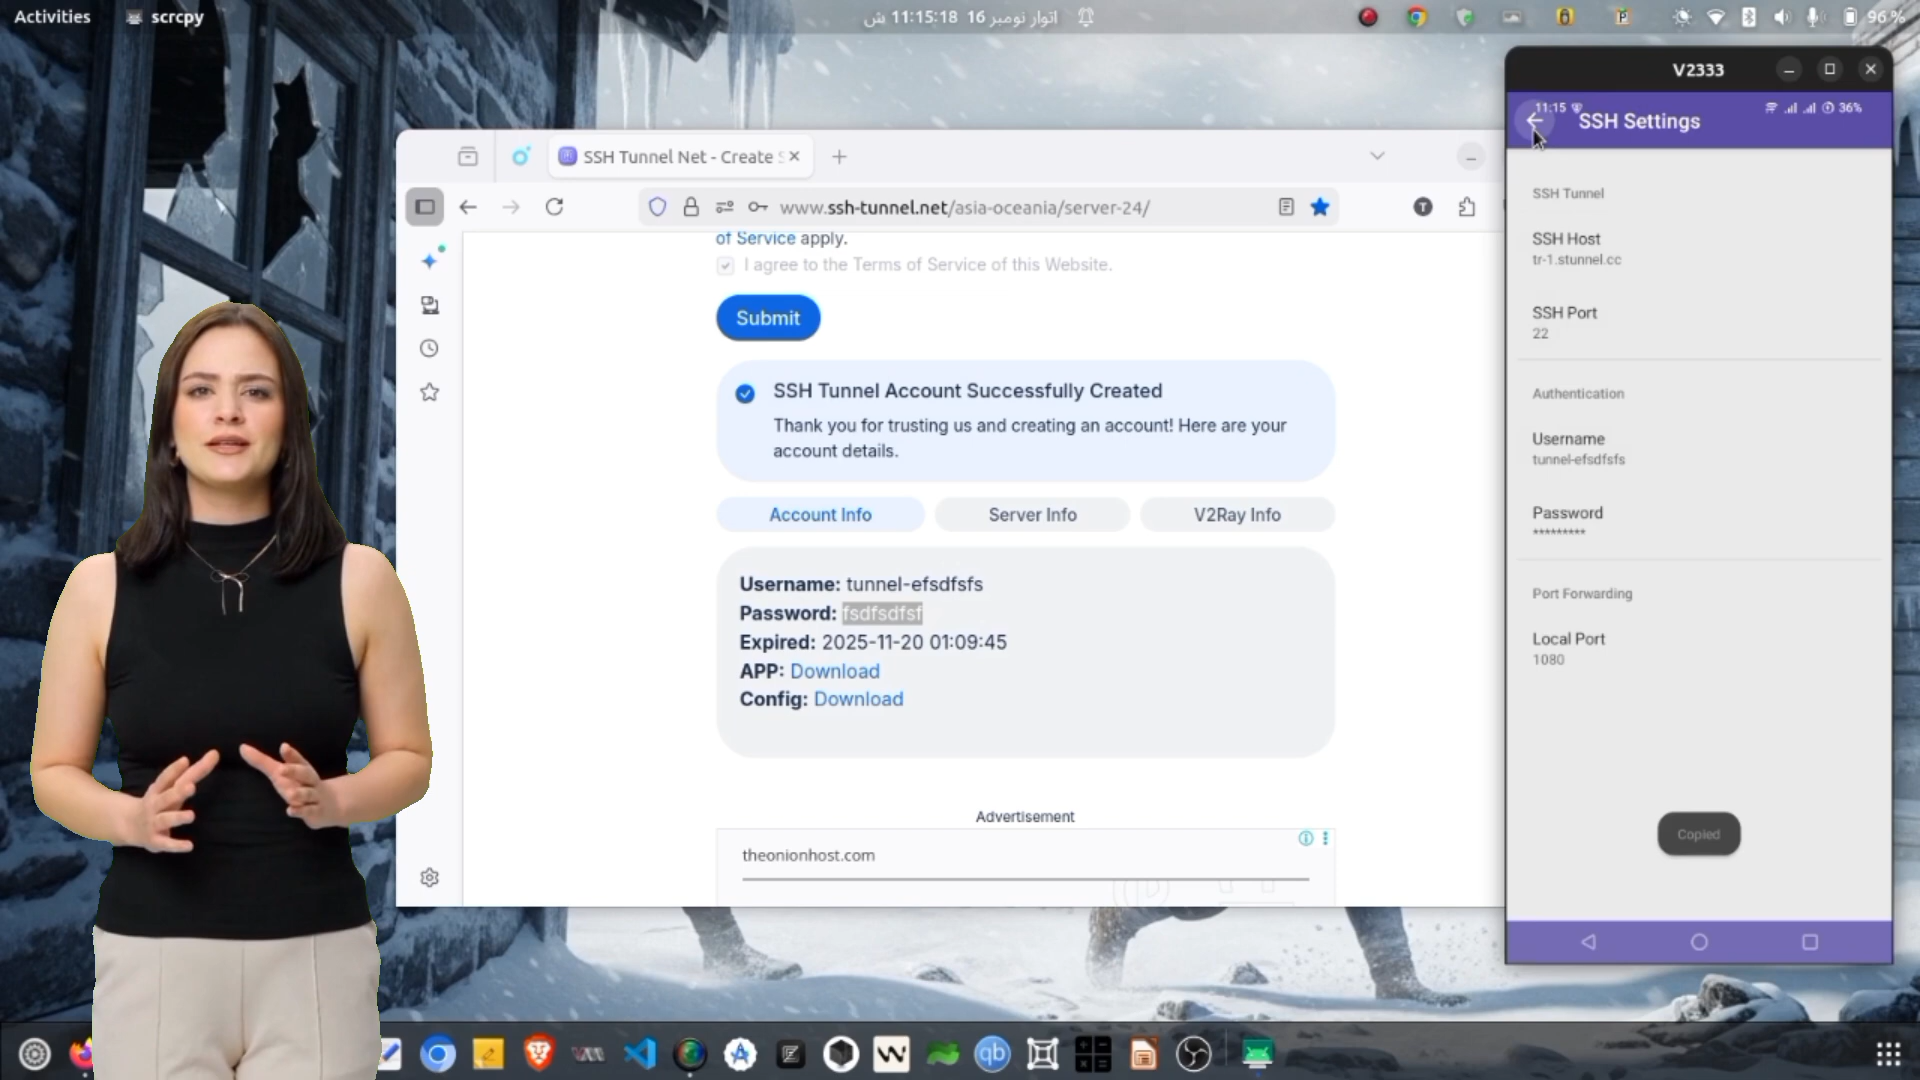 Activities
scrcpy
اتوار نومبر 16 11:15:18 ش
96 %
SSH Tunnel Net - Create S
www.ssh-tunnel.net/asia-oceania/server-24/
of Service apply.
I agree to the Terms of Service of this Website.
Submit
SSH Tunnel Account Successfully Created
Thank you for trusting us and creating an account! Here are your
account details.
Account Info
Server Info
V2Ray Info
Username: tunnel-efsdfsfs
Password: fsdfsdfsf
Expired: 2025-11-20 01:09:45
APP: Download
Config: Download
Advertisement
theonionhost.com
V2333
11:15
36%
SSH Settings
SSH Tunnel
SSH Host
tr-1.stunnel.cc
SSH Port
22
Authentication
Username
tunnel-efsdfsfs
Password
*********
Port Forwarding
Local Port
1080
Copied